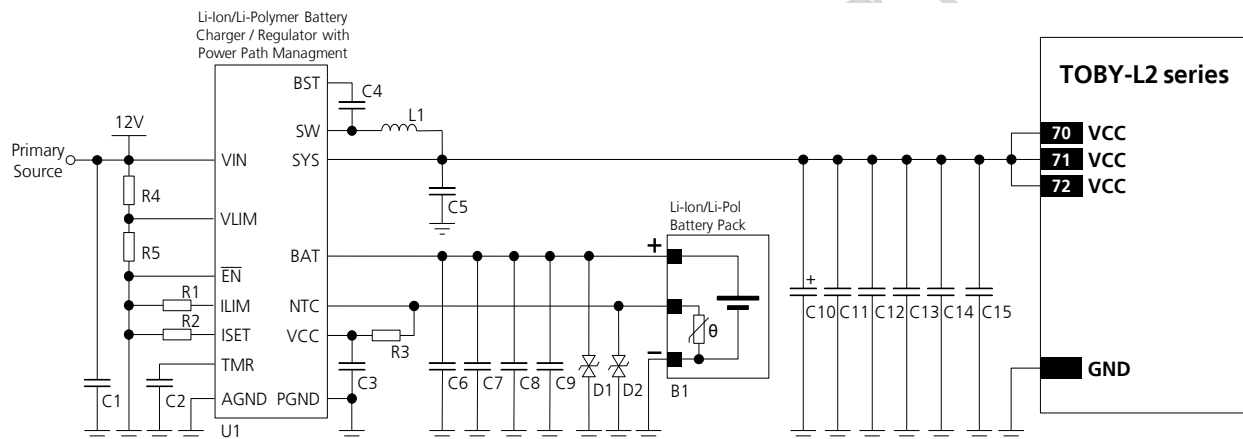 Li-Ion/Li-Polymer Battery
Charger / Regulator with
Power Path Managment
TOBY-L2 series
BST
C4
SW
L1
12V
Primary
Source
VIN
SYS
70 VCC
71 VCC
72 VCC
R4
C5
VLIM
Li-Ion/Li-Pol
Battery Pack
R5
BAT
+
EN
R1
ILIM
NTC
+
C10 C11 C12 C13 C14 C15
R2
ISET
VCC
R3
θ
TMR
–
GND
C1
C2
C3
C6 C7 C8 C9 D1 D2
B1
AGND PGND
U1